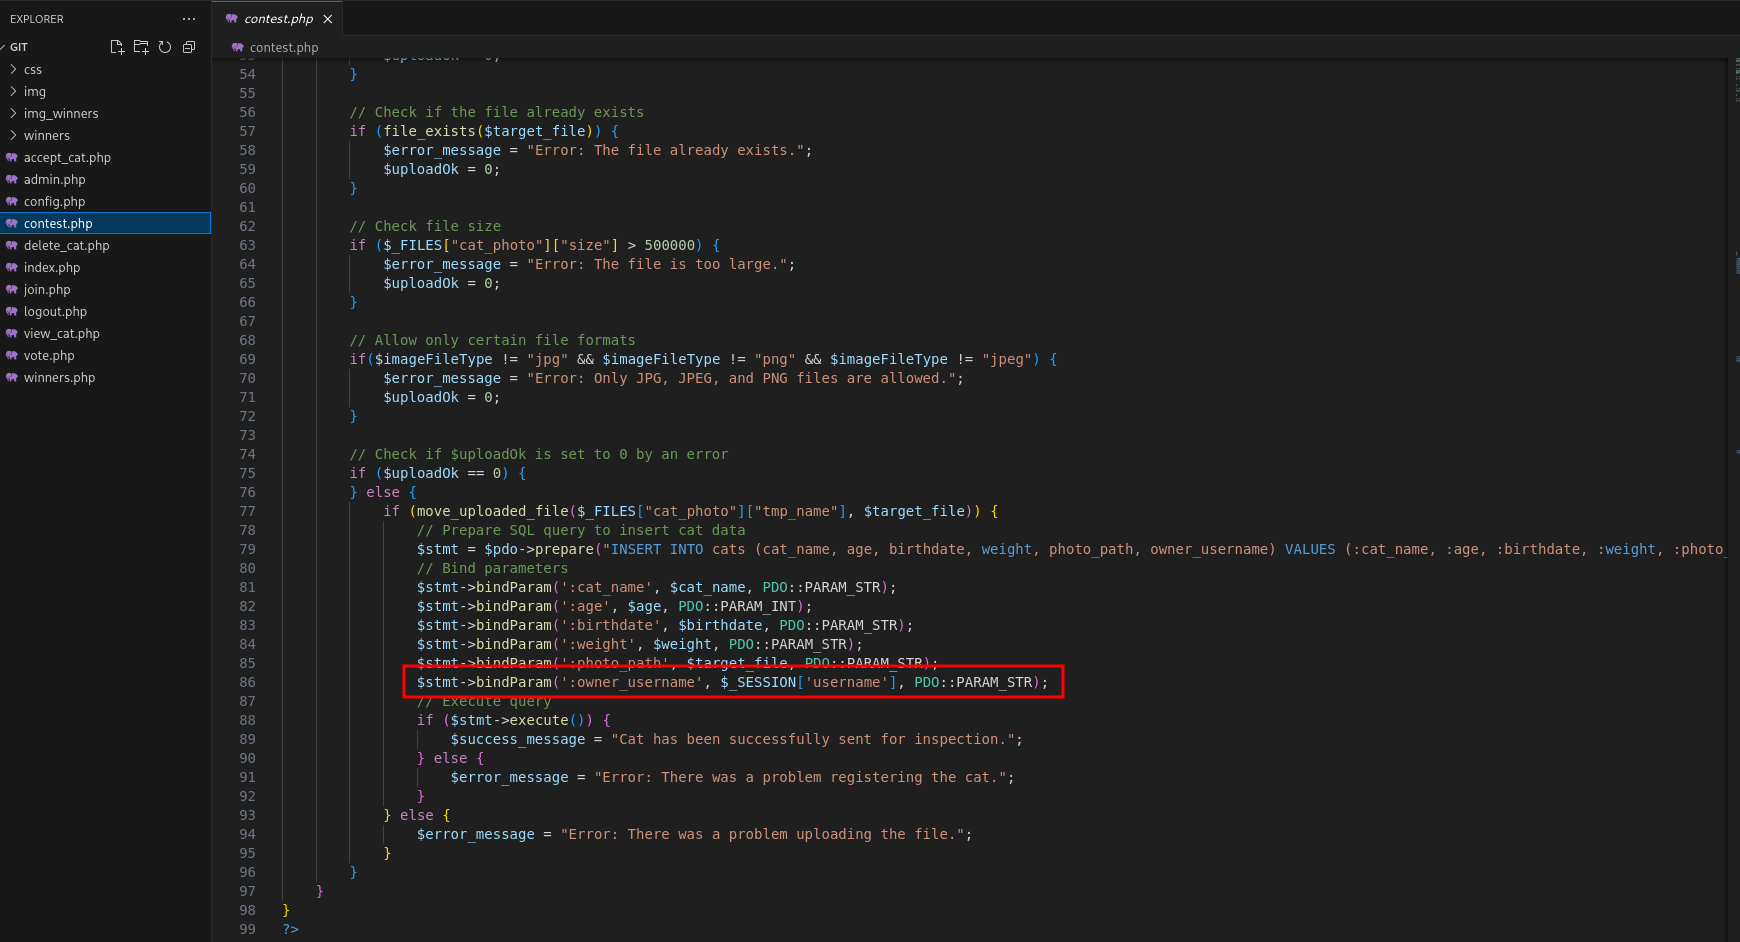 EXPLORER
GIT
css
img
img_winners
winners
accept_cat.php
admin.php
config.php
contest.php
delete_cat.php
index.php
join.php
logout.php
view_cat.php
vote.php
winners.php
contest.php
contest.php
54 }
55
56 // Check if the file already exists
57 if (file_exists($target_file)) {
58 $error_message = "Error: The file already exists.";
59 $uploadOk = 0;
60 }
61
62 // Check file size
63 if ($_FILES["cat_photo"]["size"] > 500000) {
64 $error_message = "Error: The file is too large.";
65 $uploadOk = 0;
66 }
67
68 // Allow only certain file formats
69 if($imageFileType != "jpg" && $imageFileType != "png" && $imageFileType != "jpeg") {
70 $error_message = "Error: Only JPG, JPEG, and PNG files are allowed.";
71 $uploadOk = 0;
72 }
73
74 // Check if $uploadOk is set to 0 by an error
75 if ($uploadOk == 0) {
76 } else {
77 if (move_uploaded_file($_FILES["cat_photo"]["tmp_name"], $target_file)) {
78 // Prepare SQL query to insert cat data
79 $stmt = $pdo->prepare("INSERT INTO cats (cat_name, age, birthdate, weight, photo_path, owner_username) VALUES (:cat_name, :age, :birthdate, :weight, :photo_
80 // Bind parameters
81 $stmt->bindParam(':cat_name', $cat_name, PDO::PARAM_STR);
82 $stmt->bindParam(':age', $age, PDO::PARAM_INT);
83 $stmt->bindParam(':birthdate', $birthdate, PDO::PARAM_STR);
84 $stmt->bindParam(':weight', $weight, PDO::PARAM_STR);
85 $stmt->bindParam(':photo_path', $target_file, PDO::PARAM_STR);
86 $stmt->bindParam(':owner_username', $_SESSION['username'], PDO::PARAM_STR);
87 // Execute query
88 if ($stmt->execute()) {
89 $success_message = "Cat has been successfully sent for inspection.";
90 } else {
91 $error_message = "Error: There was a problem registering the cat.";
92 }
93 } else {
94 $error_message = "Error: There was a problem uploading the file.";
95 }
96 }
97 }
98 }
99 ?>